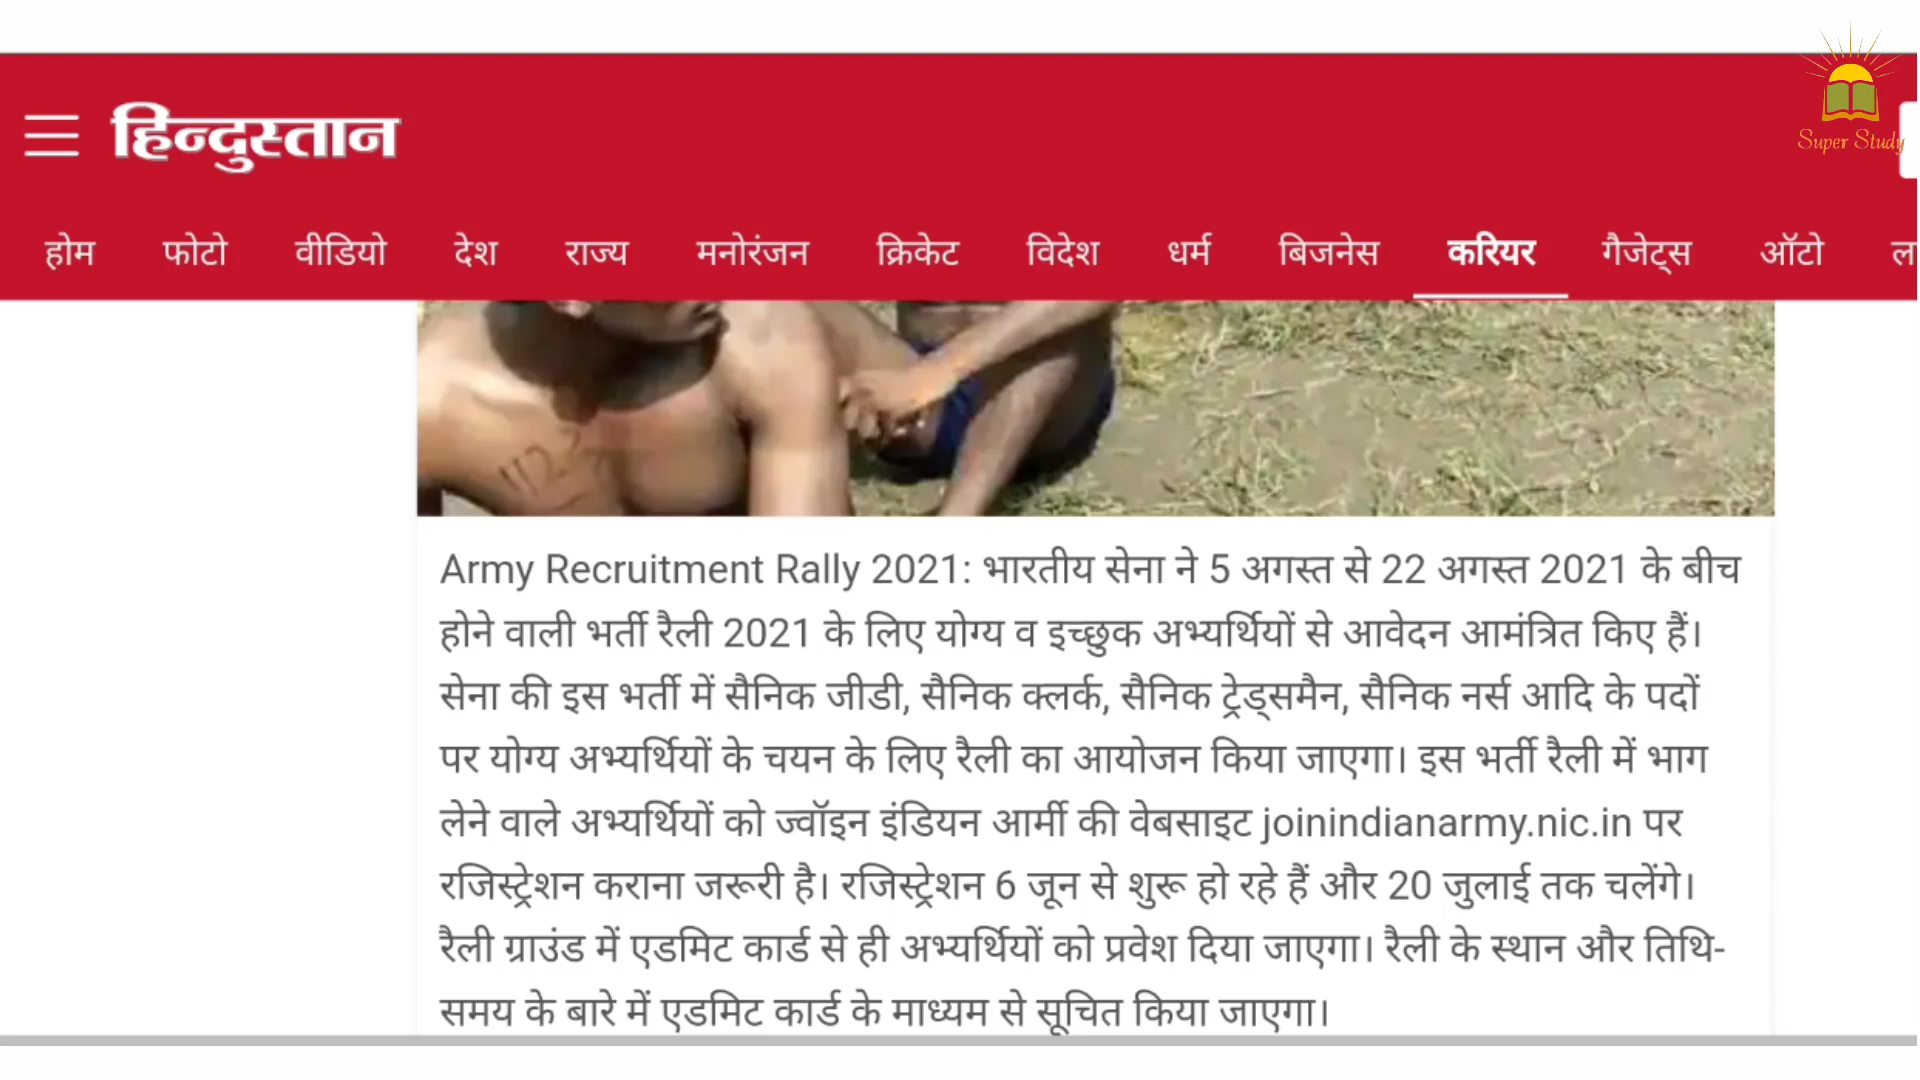 Super Study
हिन्दुस्तान
होम फोटो वीडियो देश राज्य मनोरंजन क्रिकेट विदेश धर्म बिजनेस करियर गैजेट्स ऑटो
112-
Army Recruitment Rally 2021: भारतीय सेना ने 5 अगस्त से 22 अगस्त 2021 के बीच
होने वाली भर्ती रैली 2021 के लिए योग्य व इच्छुक अभ्यर्थियों से आवेदन आमंत्रित किए हैं।
सेना की इस भर्ती में सैनिक जीडी, सैनिक क्लर्क, सैनिक ट्रेड्समैन, सैनिक नर्स आदि के पदों
पर योग्य अभ्यर्थियों के चयन के लिए रैली का आयोजन किया जाएगा। इस भर्ती रैली में भाग
लेने वाले अभ्यर्थियों को ज्वॉइन इंडियन आर्मी की वेबसाइट joinindianarmy.nic.in पर
रजिस्ट्रेशन कराना जरूरी है। रजिस्ट्रेशन 6 जून से शुरू हो रहे हैं और 20 जुलाई तक चलेंगे।
रैली ग्राउंड में एडमिट कार्ड से ही अभ्यर्थियों को प्रवेश दिया जाएगा। रैली के स्थान और तिथि-
समय के बारे में एडमिट कार्ड के माध्यम से सूचित किया जाएगा।